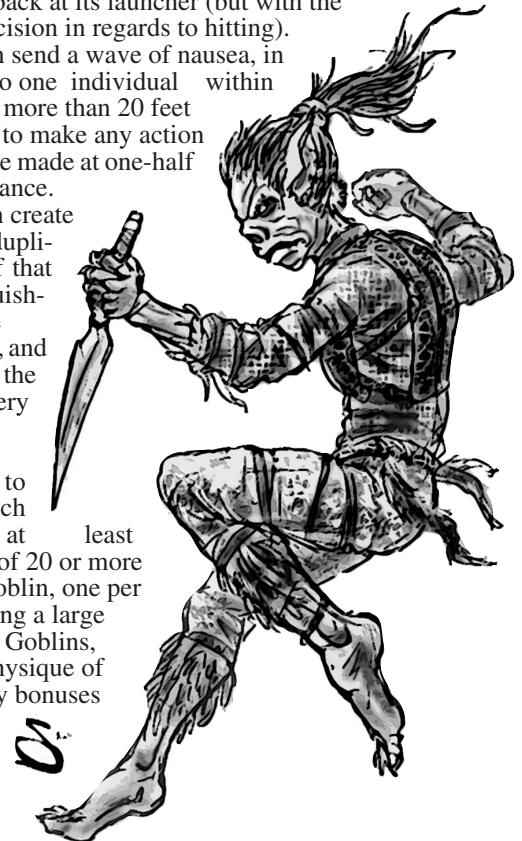 back at its launcher (but with the
cision in regards to hitting).
n send a wave of nausea, in
o one individual within
more than 20 feet
to make any action
e made at one-half
ance.
n create
dupli-
f that
uish-
, and
the
ery
to
ch
at least
of 20 or more
oblin, one per
ng a large
Goblins,
hysique of
y bonuses